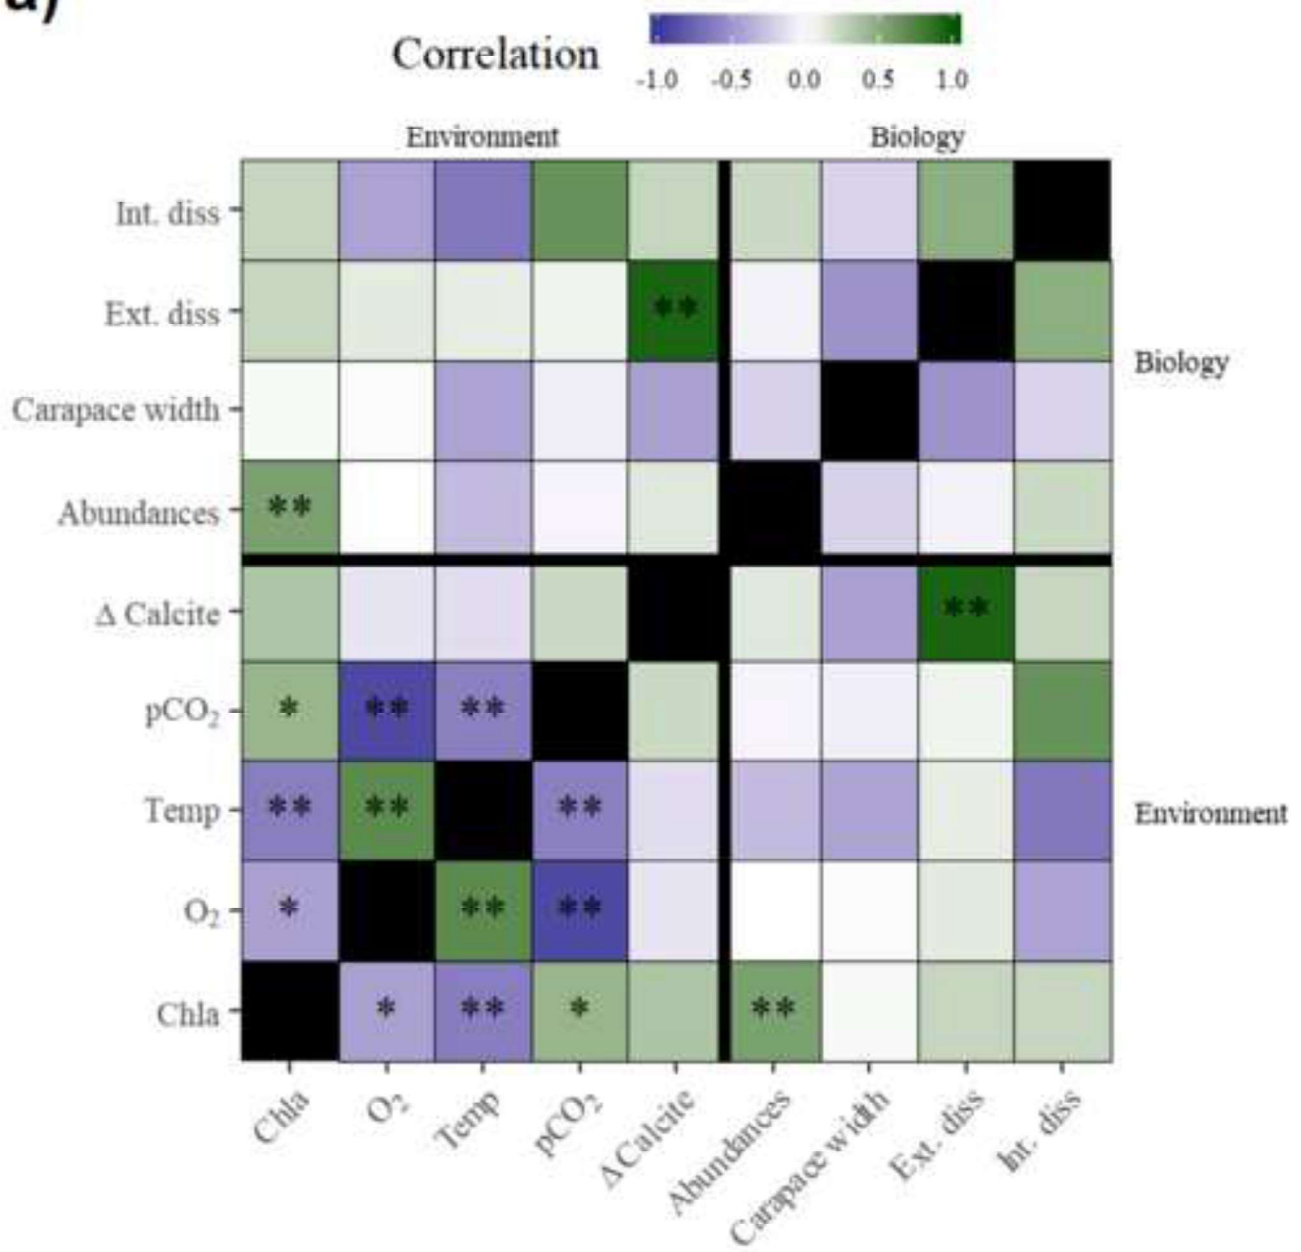 a)
Correlation
-1.0 -0.5 0.0 0.5 1.0
Environment Biology
Int. diss
Ext. diss **
Carapace width
Biology
Abundances **
Δ Calcite **
pCO₂ * ** **
Temp ** ** **
Environment
O₂ * ** **
Chla * ** * **
Chla O₂ Temp pCO₂ Δ Calcite Abundances Carapace width Ext. diss Int. diss